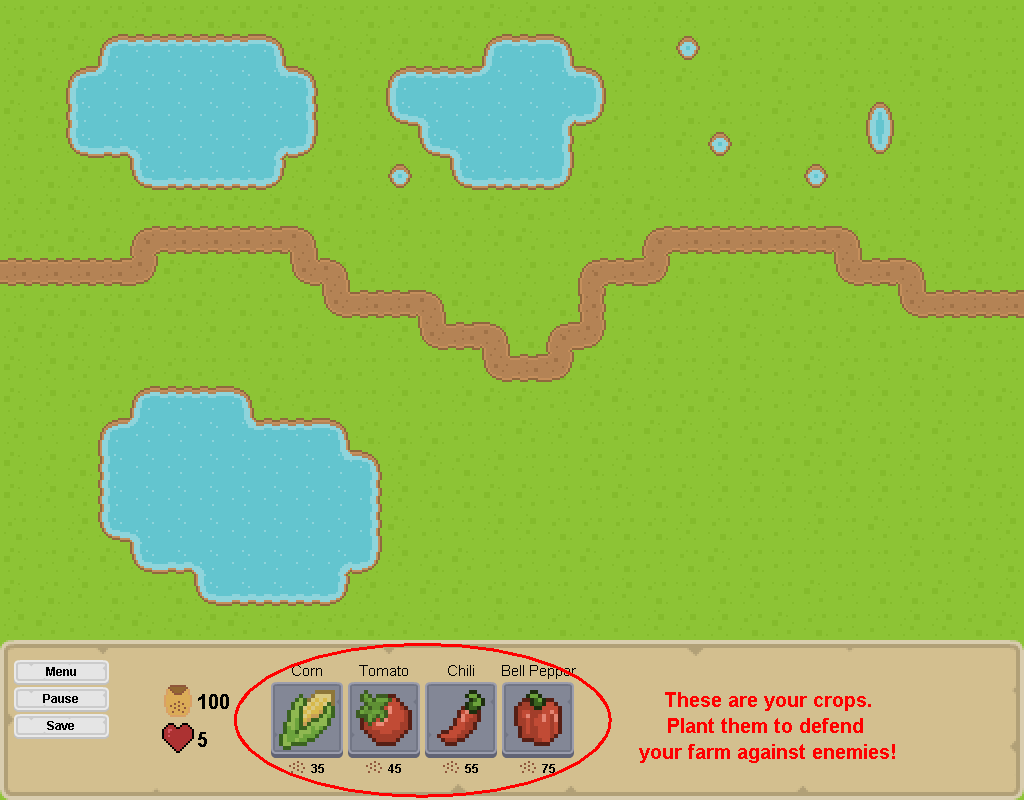 Menu
Pause
Save
100
5
Corn Tomato Chili Bell Pepper
35 45 55 75
These are your crops.
Plant them to defend
your farm against enemies!